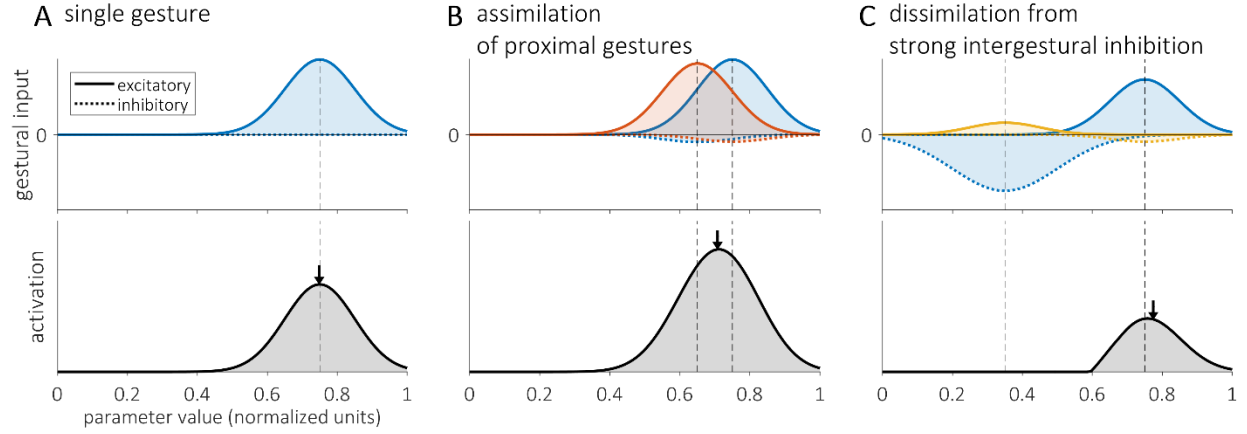 A single gesture
B assimilation
of proximal gestures
C dissimilation from
strong intergestural inhibition
excitatory
inhibitory
gestural input
0
0
0
activation
0 0.2 0.4 0.6 0.8 1
0 0.2 0.4 0.6 0.8 1
0 0.2 0.4 0.6 0.8 1
parameter value (normalized units)